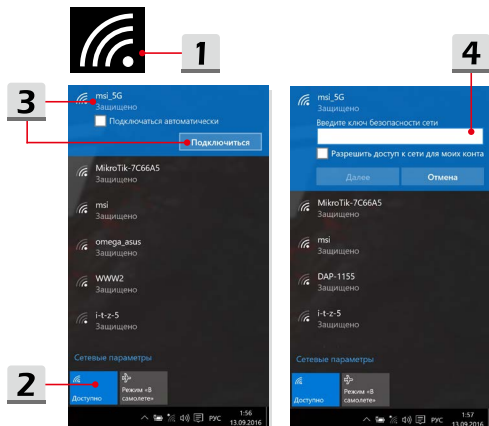 1
3
msi_5G
Защищено
Подключаться автоматически
Подключиться
MikroTik-7C66A5
Защищено
msi
Защищено
omega_asus
Защищено
WWW2
Защищено
i-t-z-5
Защищено
Сетевые параметры
2
Доступно
Режим «В
самолете»
РУС
1:56
13.09.2016
4
msi_5G
Защищено
Введите ключ безопасности сети
Разрешить доступ к сети для моих конта
Далее
Отмена
MikroTik-7C66A5
Защищено
msi
Защищено
DAP-1155
Защищено
i-t-z-5
Защищено
Сетевые параметры
Доступно
Режим «В
самолете»
РУС
1:57
13.09.2016